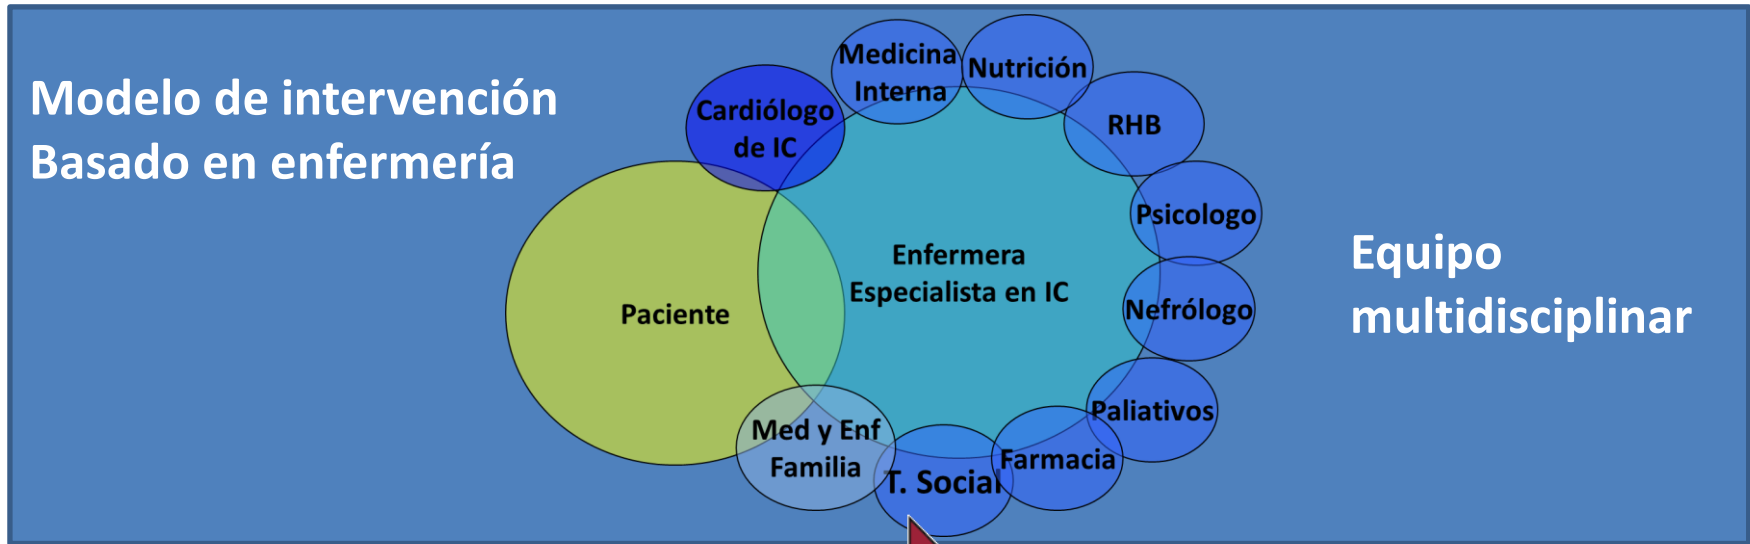 Modelo de intervención
Basado en enfermería
Medicina
Interna
Nutrición
Cardiólogo
de IC
RHB
Psicologo
Enfermera
Especialista en IC
Paciente
Nefrólogo
Equipo
multidisciplinar
Paliativos
Med y Enf
Familia
Farmacia
T. Social